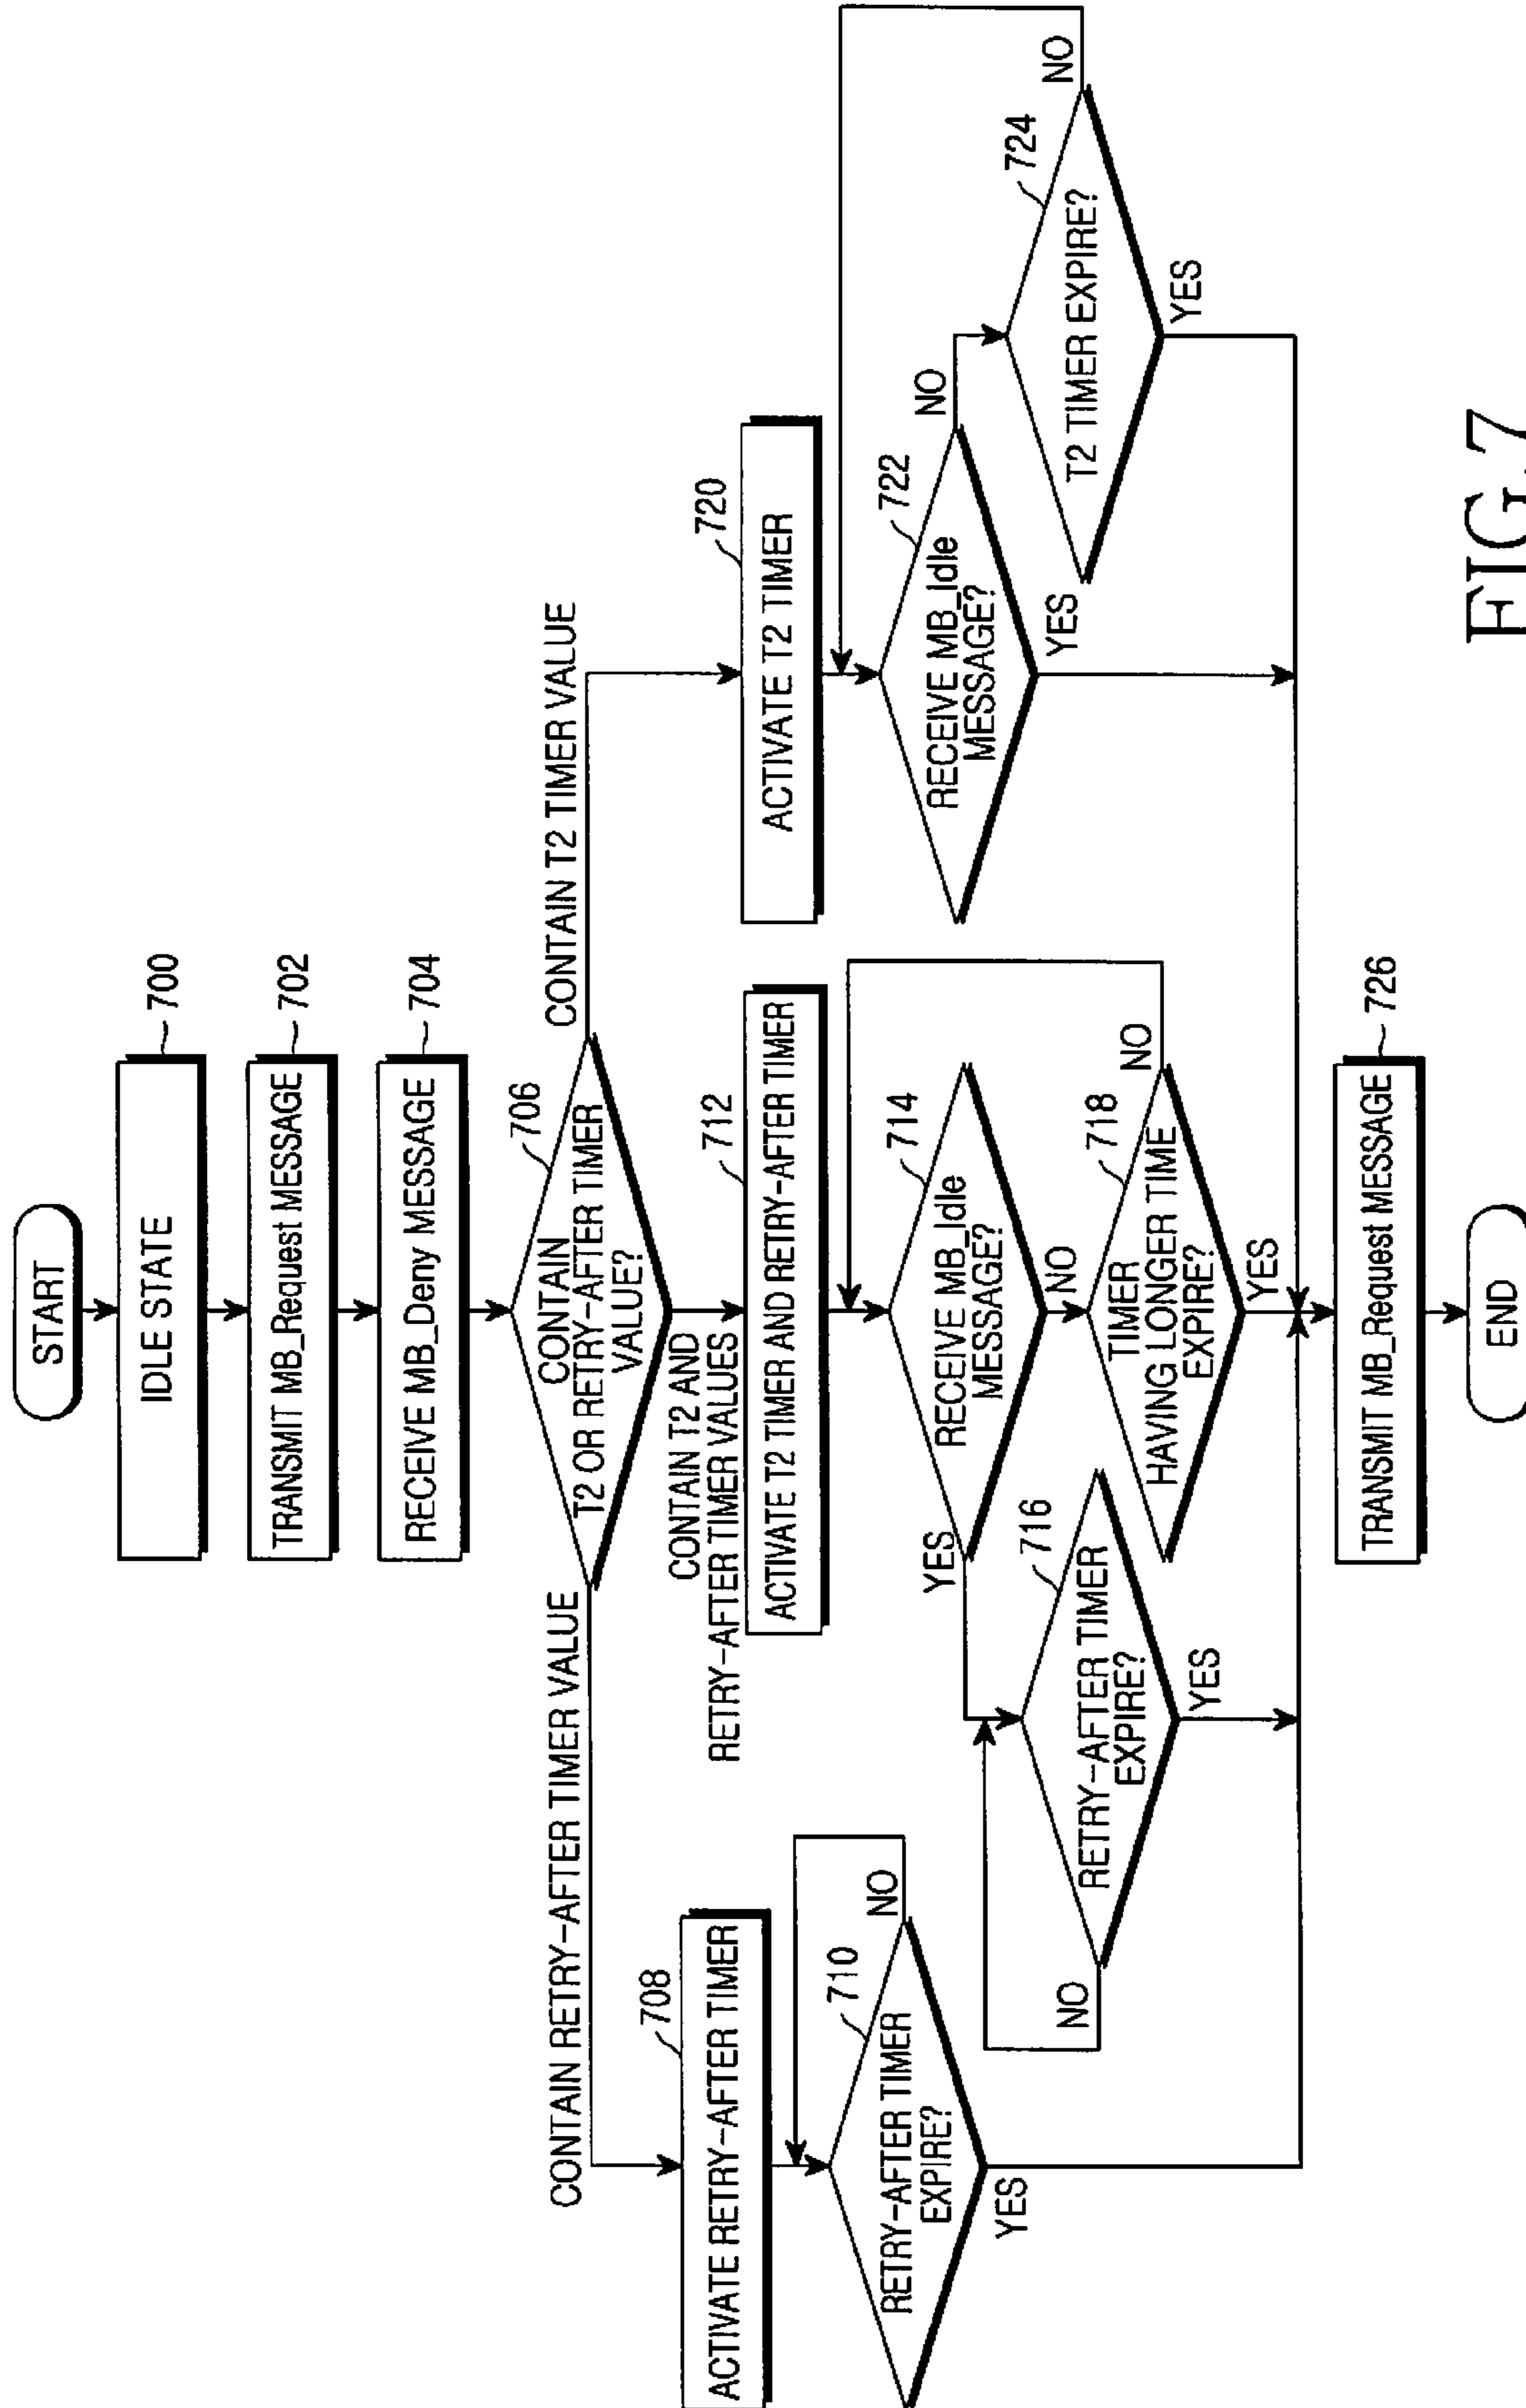 START
IDLE STATE
700
TRANSMIT MB_Request MESSAGE
702
RECEIVE MB_Deny MESSAGE
704
CONTAIN
T2 OR RETRY-AFTER TIMER
VALUE?
706
CONTAIN RETRY-AFTER TIMER VALUE
CONTAIN T2 AND
RETRY-AFTER TIMER VALUES
CONTAIN T2 TIMER VALUE
ACTIVATE RETRY-AFTER TIMER
708
RETRY-AFTER TIMER
EXPIRE?
710
NO
YES
ACTIVATE T2 TIMER AND RETRY-AFTER TIMER
712
RECEIVE MB_Idle
MESSAGE?
714
YES
NO
RETRY-AFTER TIMER
EXPIRE?
716
NO
YES
TIMER
HAVING LONGER TIME
EXPIRE?
718
NO
YES
ACTIVATE T2 TIMER
720
RECEIVE MB_Idle
MESSAGE?
722
NO
YES
T2 TIMER EXPIRE?
724
NO
YES
TRANSMIT MB_Request MESSAGE
726
END
FIG.7